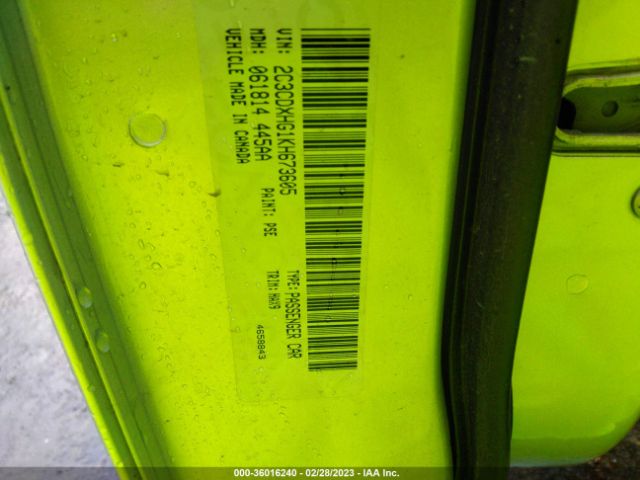 VIN: 2C3CDXHG1KH673605 TYPE: PASSENGER CAR
MDH: 061814 445AA PAINT: PSE TRIM: HAX9
VEHICLE MADE IN CANADA 4658843
000-36016240 - 02/28/2023 - IAA Inc.